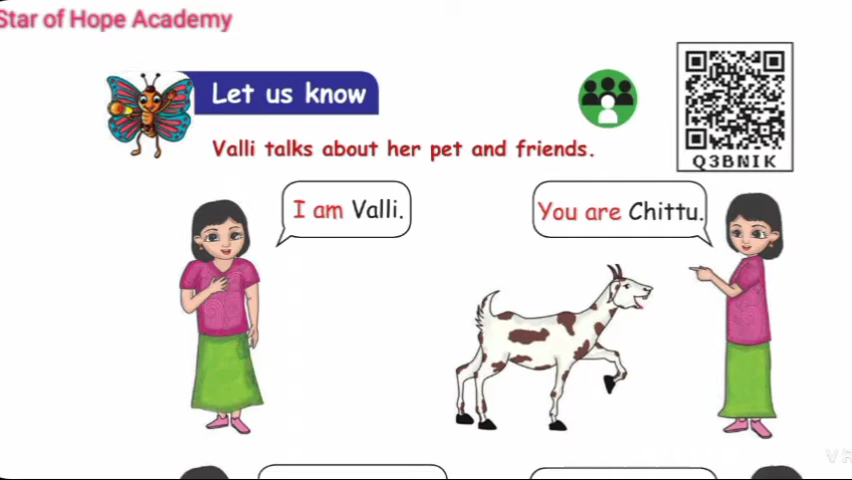 Star of Hope Academy
Let us know
Q3BNIK
Valli talks about her pet and friends.
I am Valli.
You are Chittu.